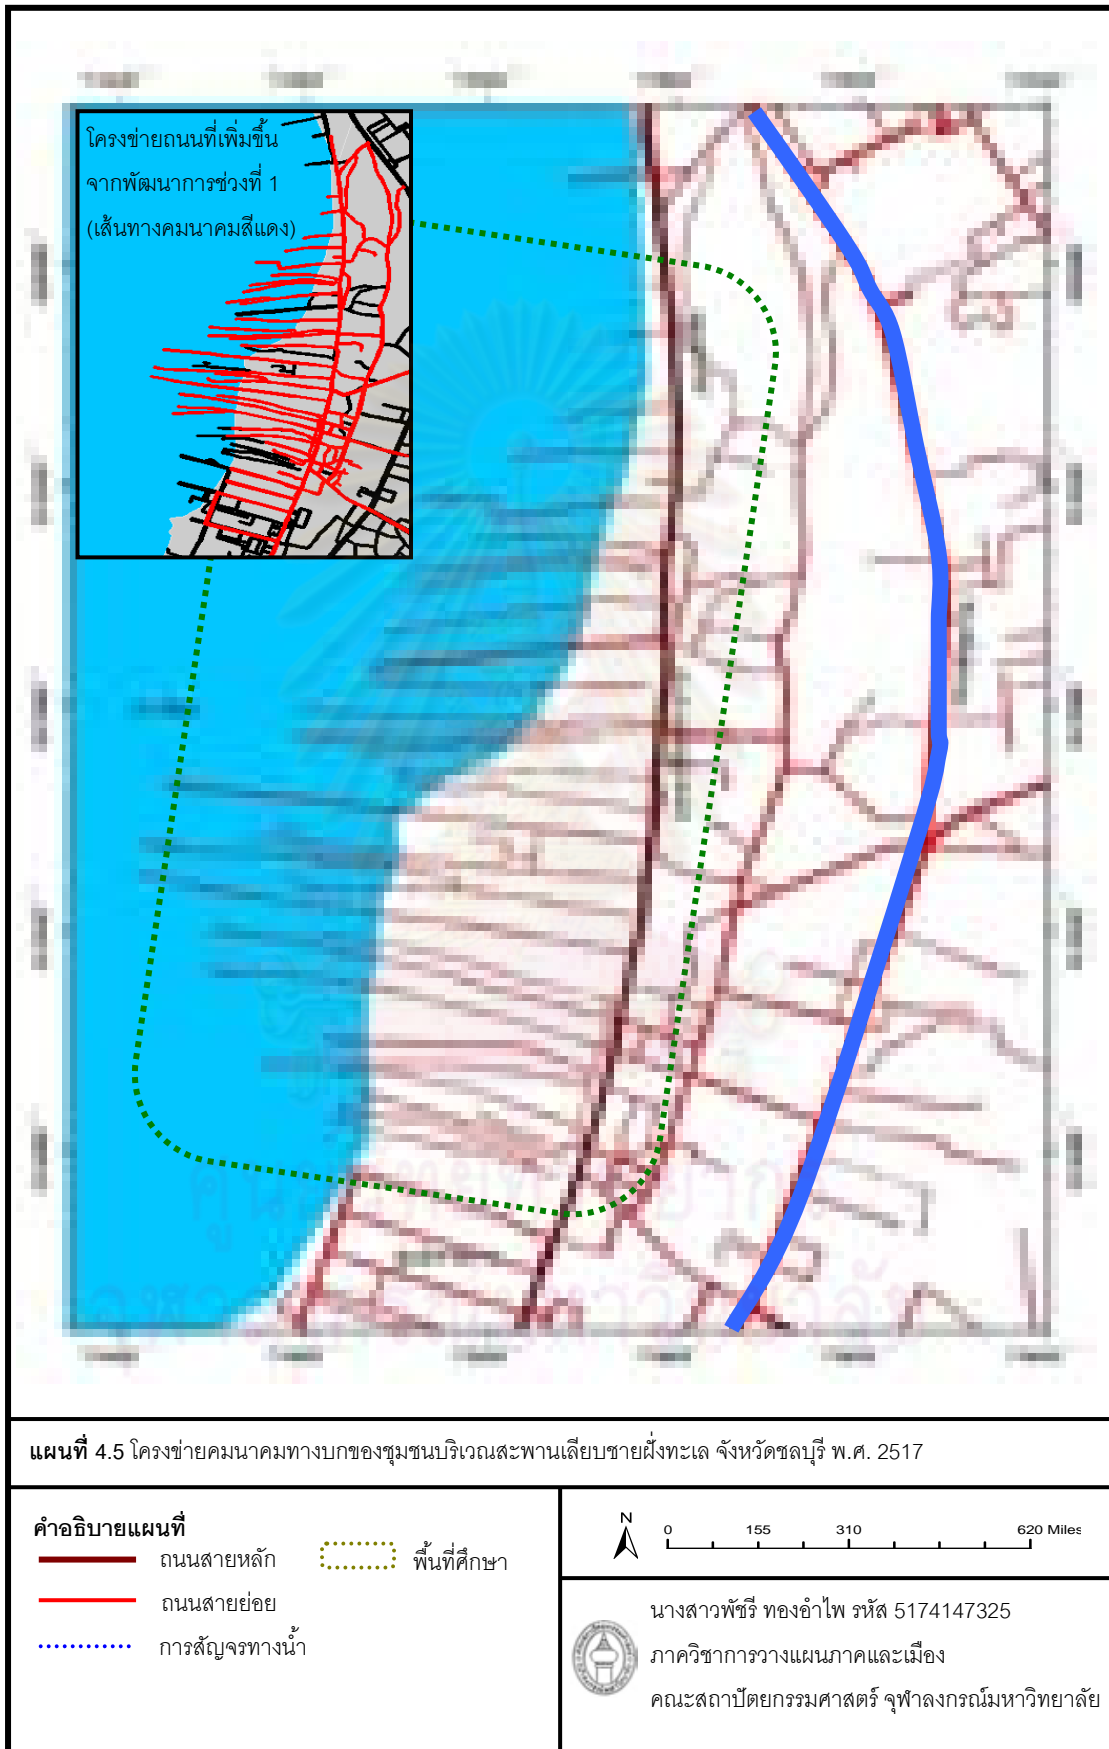 โครงข่ายถนนที่เพิ่มขึ้น
จากพัฒนาการช่วงที่ 1
(เส้นทางคมนาคมสีแดง)
แผนที่ 4.5 โครงข่ายคมนาคมทางบกของชุมชนบริเวณสะพานเลียบชายฝั่งทะเล จังหวัดชลบุรี พ.ศ. 2517
คำอธิบายแผนที่
ถนนสายหลัก
พื้นที่ศึกษา
ถนนสายย่อย
การสัญจรทางน้ำ
N
0 155 310 620 Miles
นางสาวพัชรี ทองอำไพ รหัส 5174147325
ภาควิชาการวางแผนภาคและเมือง
คณะสถาปัตยกรรมศาสตร์ จุฬาลงกรณ์มหาวิทยาลัย